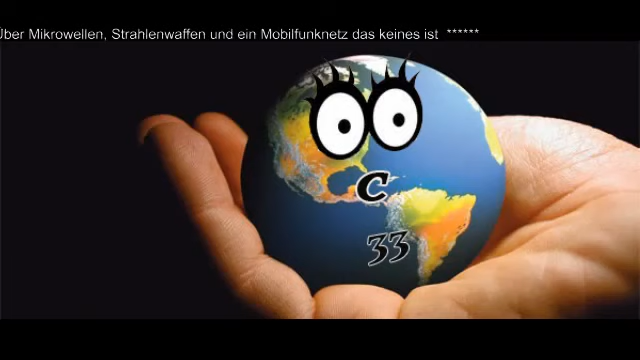 Über Mikrowellen, Strahlenwaffen und ein Mobilfunknetz das keines ist ******
C
33